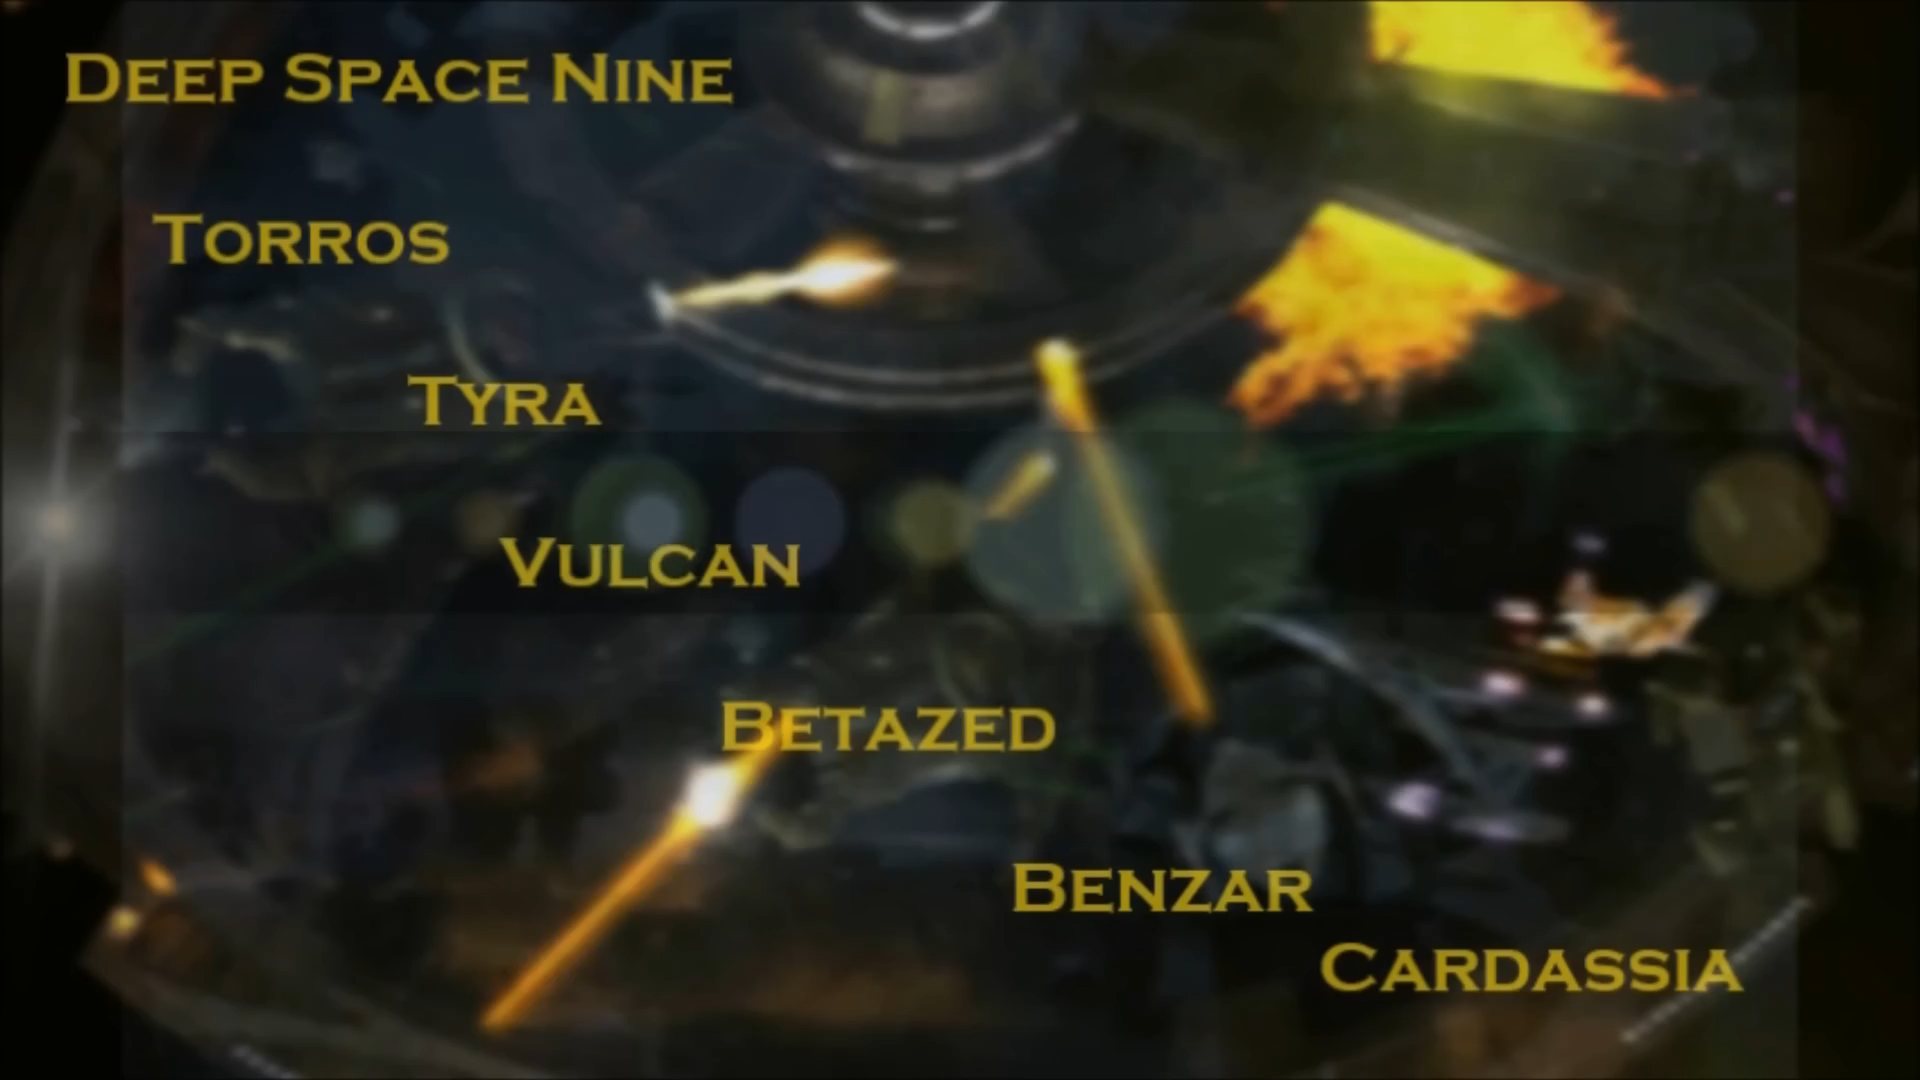 Deep Space Nine
Torros
Tyra
Vulcan
Betazed
Benzar
Cardassia